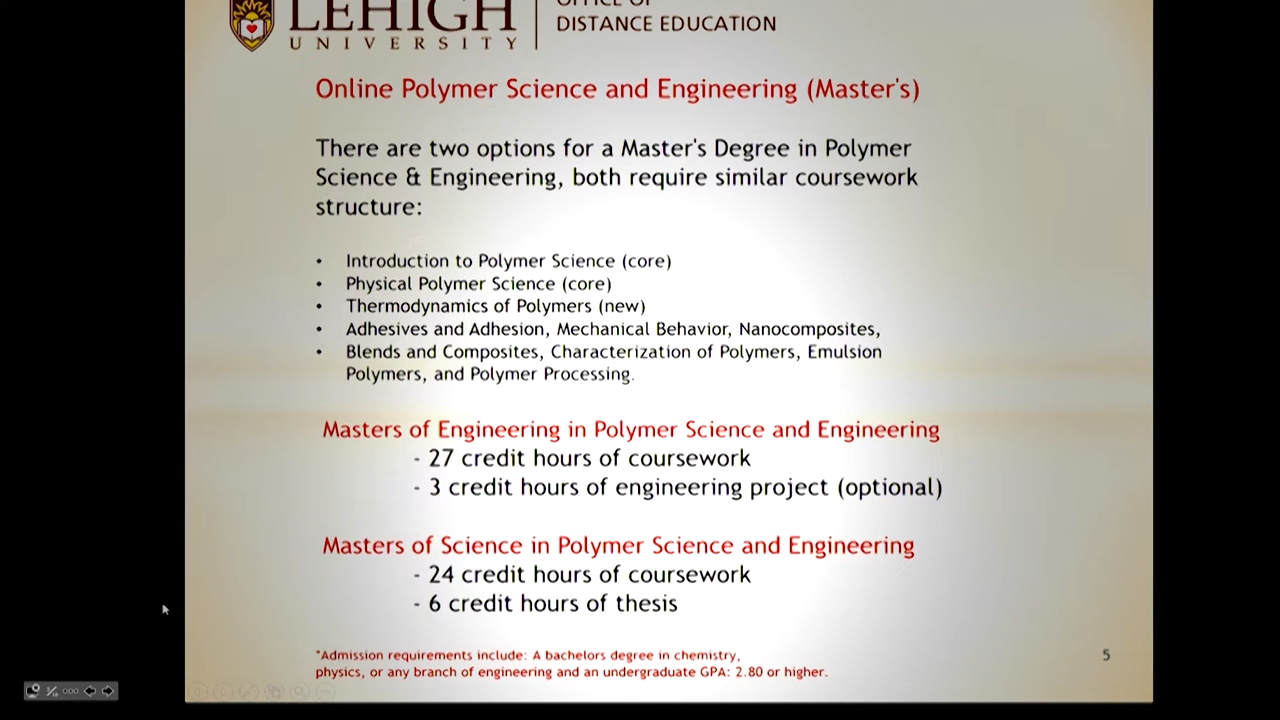 LEHIGH
UNIVERSITY
OFFICE OF
DISTANCE EDUCATION
Online Polymer Science and Engineering (Master's)
There are two options for a Master's Degree in Polymer
Science & Engineering, both require similar coursework
structure:
• Introduction to Polymer Science (core)
• Physical Polymer Science (core)
• Thermodynamics of Polymers (new)
• Adhesives and Adhesion, Mechanical Behavior, Nanocomposites,
• Blends and Composites, Characterization of Polymers, Emulsion
Polymers, and Polymer Processing.
Masters of Engineering in Polymer Science and Engineering
- 27 credit hours of coursework
- 3 credit hours of engineering project (optional)
Masters of Science in Polymer Science and Engineering
- 24 credit hours of coursework
- 6 credit hours of thesis
*Admission requirements include: A bachelors degree in chemistry,
physics, or any branch of engineering and an undergraduate GPA: 2.80 or higher.
5